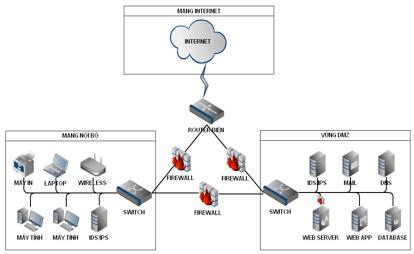 MẠNG INTERNET
INTERNET
ROUTER BIÊN
MẠNG NỘI BỘ
VÙNG DMZ
MÁY IN
LAPTOP
WIRELESS
FIREWALL
FIREWALL
IDS/IPS
MAIL
DNS
SWITCH
FIREWALL
SWITCH
MÁY TÍNH
MÁY TÍNH
IDS/IPS
WEB SERVER
WEB APP
DATABASE